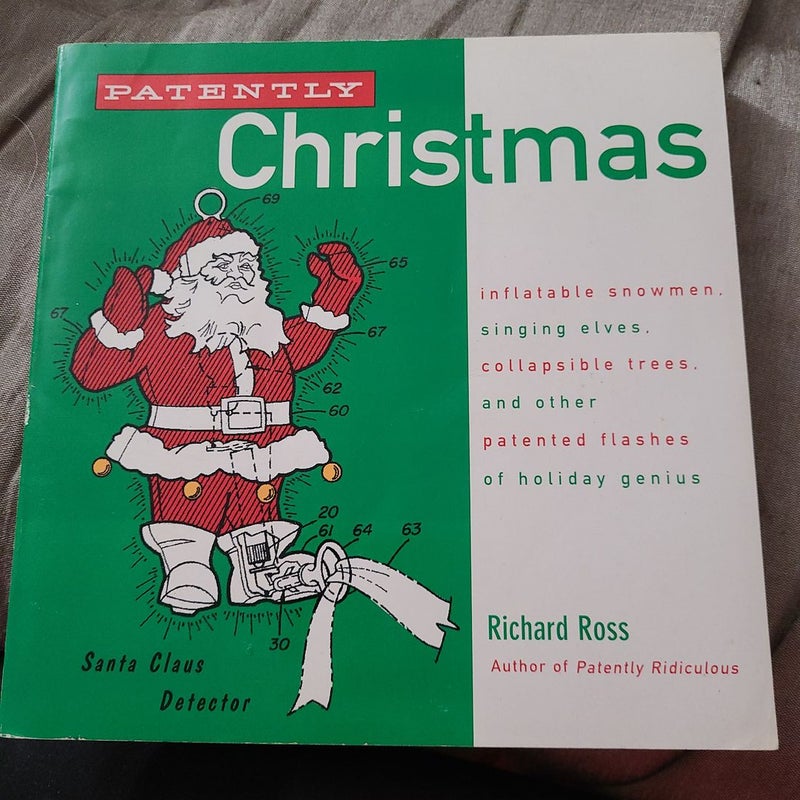 PATENTLY
Christmas
69
65
67
67
62
60
20
61
64
63
30
Santa Claus
Detector
inflatable snowmen,
singing elves,
collapsible trees,
and other
patented flashes
of holiday genius
Richard Ross
Author of Patently Ridiculous